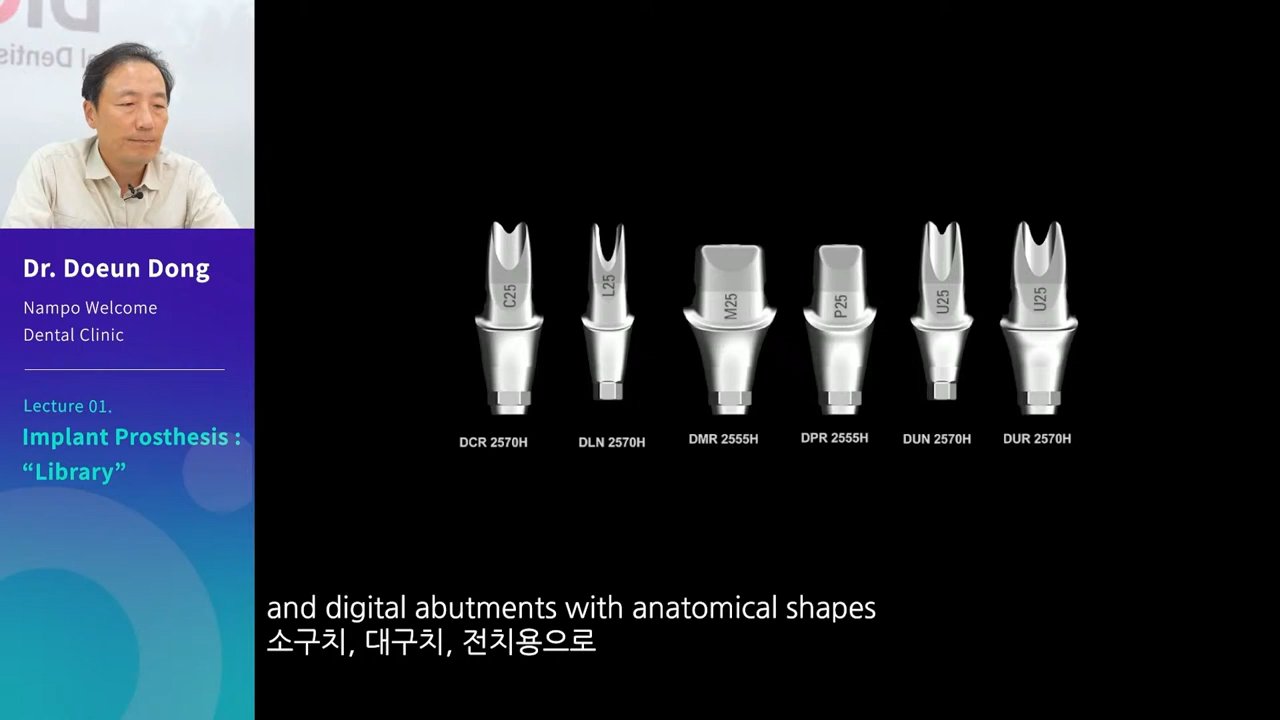 Dr. Doeun Dong
Nampo Welcome
Dental Clinic
Lecture 01.
Implant Prosthesis :
“Library”
C25
L25
M25
P25
U25
U25
DCR 2570H
DLN 2570H
DMR 2555H
DPR 2555H
DUN 2570H
DUR 2570H
and digital abutments with anatomical shapes
소구치, 대구치, 전치용으로